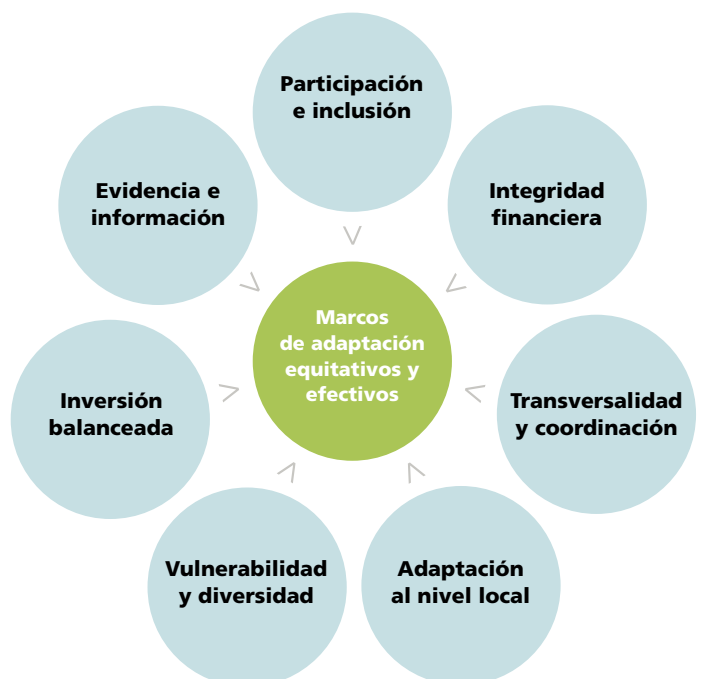 Participación
e inclusión
Evidencia e
información
Integridad
financiera
Marcos
de adaptación
equitativos y
efectivos
Inversión
balanceada
Transversalidad
y coordinación
Vulnerabilidad
y diversidad
Adaptación
al nivel local